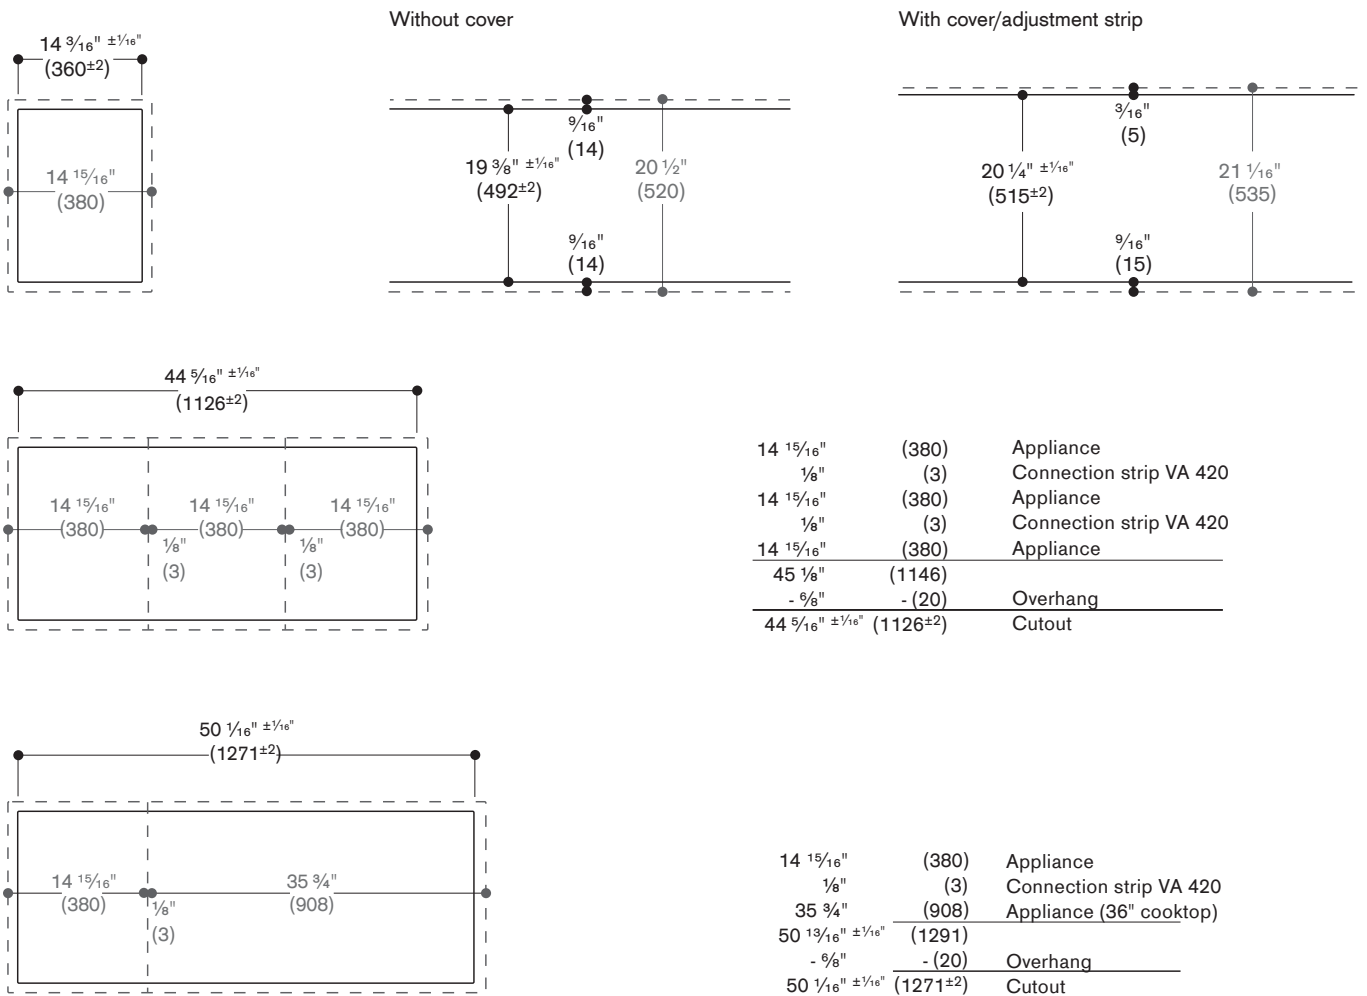 Without cover
With cover/adjustment strip
14 3⁄16" ±1⁄16"
(360±2)
14 15⁄16"
(380)
9⁄16"
(14)
19 3⁄8" ±1⁄16"
(492±2)
20 1⁄2"
(520)
9⁄16"
(14)
3⁄16"
(5)
20 1⁄4" ±1⁄16"
(515±2)
21 1⁄16"
(535)
9⁄16"
(15)
44 5⁄16" ±1⁄16"
(1126±2)
14 15⁄16" 14 15⁄16" 14 15⁄16"
(380) (380) (380)
1⁄8" 1⁄8"
(3) (3)
14 15⁄16" (380) Appliance
1⁄8" (3) Connection strip VA 420
14 15⁄16" (380) Appliance
1⁄8" (3) Connection strip VA 420
14 15⁄16" (380) Appliance
45 1⁄8" (1146)
- 6⁄8" - (20) Overhang
44 5⁄16" ±1⁄16" (1126±2) Cutout
50 1⁄16" ±1⁄16"
(1271±2)
14 15⁄16" 35 3⁄4"
(380) (908)
1⁄8"
(3)
14 15⁄16" (380) Appliance
1⁄8" (3) Connection strip VA 420
35 3⁄4" (908) Appliance (36" cooktop)
50 13⁄16" ±1⁄16" (1291)
- 6⁄8" - (20) Overhang
50 1⁄16" ±1⁄16" (1271±2) Cutout